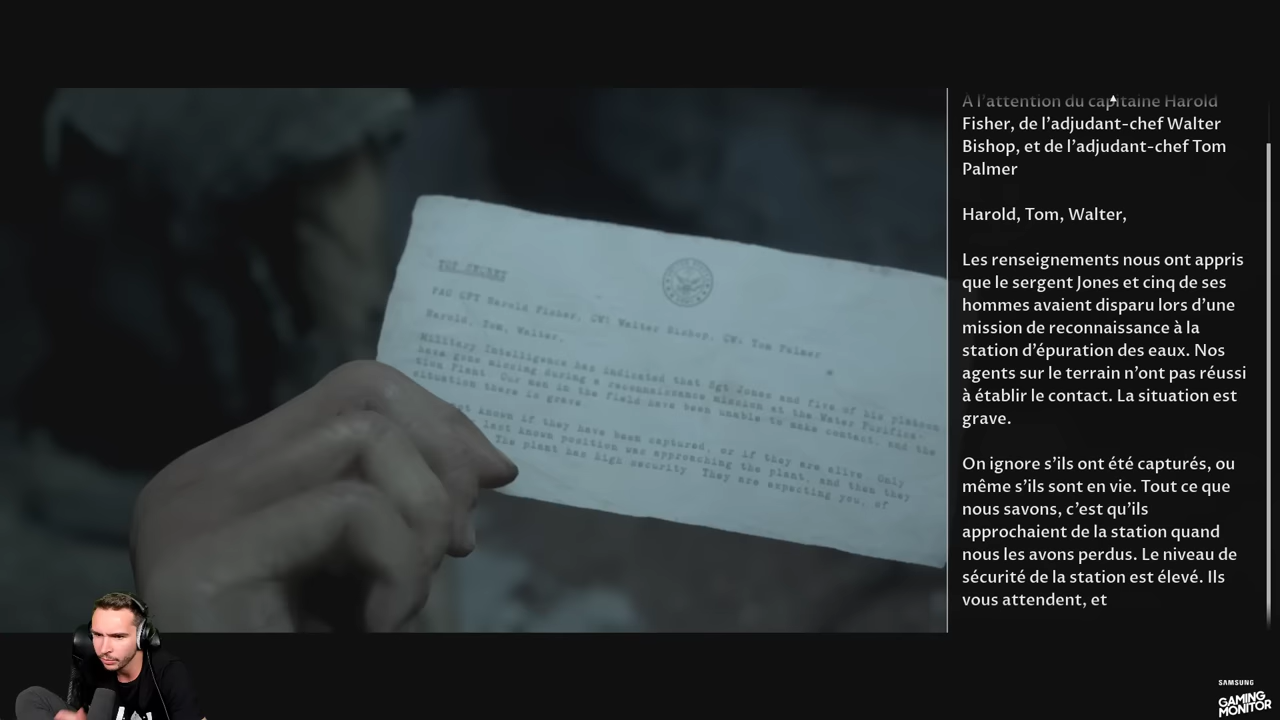 TOP SECRET
FAO CPT Harold Fisher, CW: Walter Bishop, CW: Tom Palmer
Harold, Tom, Walter,
Military Intelligence has indicated that Sgt Jones and five of his platoon
have gone missing during a reconnaissance mission at the Water Purifica-
tion Plant. Our men in the field have been unable to make contact, and the
situation there is grave
not known if they have been captured, or if they are alive. Only
last known position was approaching the plant, and then they
The plant has high security. They are expecting you, of
À l'attention du capitaine Harold
Fisher, de l'adjudant-chef Walter
Bishop, et de l'adjudant-chef Tom
Palmer
Harold, Tom, Walter,
Les renseignements nous ont appris
que le sergent Jones et cinq de ses
hommes avaient disparu lors d'une
mission de reconnaissance à la
station d'épuration des eaux. Nos
agents sur le terrain n'ont pas réussi
à établir le contact. La situation est
grave.
On ignore s'ils ont été capturés, ou
même s'ils sont en vie. Tout ce que
nous savons, c'est qu'ils
approchaient de la station quand
nous les avons perdus. Le niveau de
sécurité de la station est élevé. Ils
vous attendent, et
SAMSUNG
GAMING
MONITOR